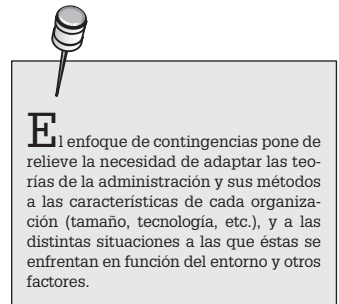 El enfoque de contingencias pone de
relieve la necesidad de adaptar las teo-
rías de la administración y sus métodos
a las características de cada organiza-
ción (tamaño, tecnología, etc.), y a las
distintas situaciones a las que éstas se
enfrentan en función del entorno y otros
factores.